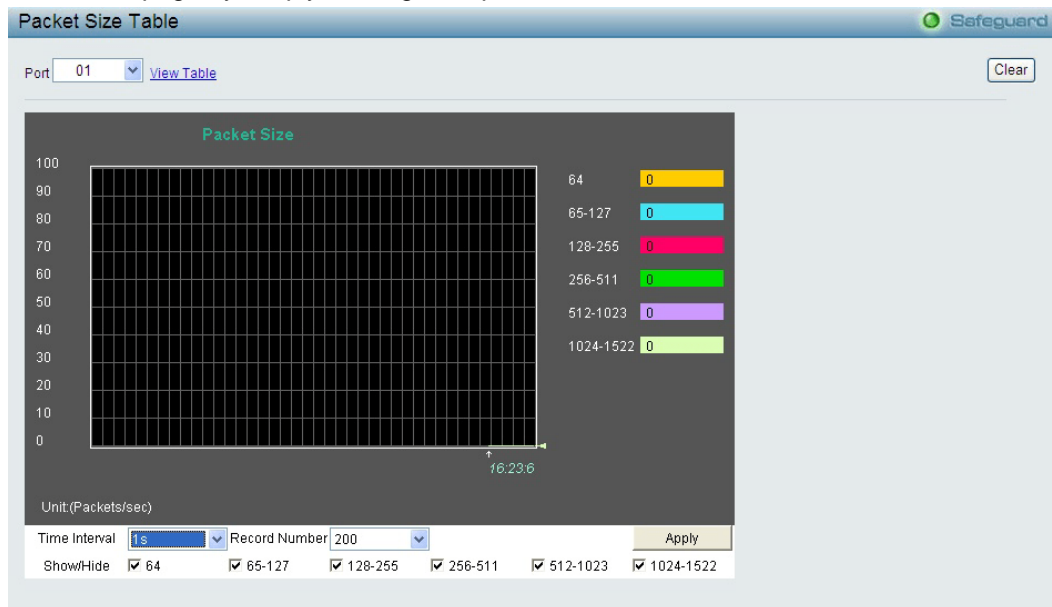 Packet Size Table
Safeguard
Port 01 View Table
Clear
Packet Size
100
90
80
70
60
50
40
30
20
10
0
64 0
65-127 0
128-255 0
256-511 0
512-1023 0
1024-1522 0
16:23:6
Unit:(Packets/sec)
Time Interval 1s Record Number 200 Apply
Show/Hide 64 65-127 128-255 256-511 512-1023 1024-1522